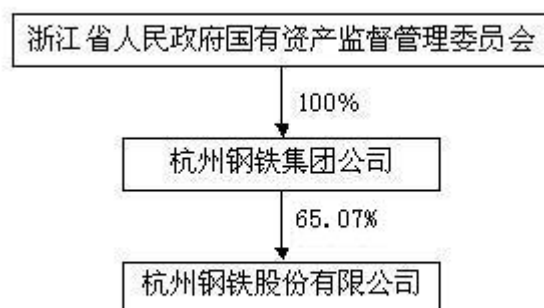 浙江省人民政府国有资产监督管理委员会
100%
杭州钢铁集团公司
65.07%
杭州钢铁股份有限公司